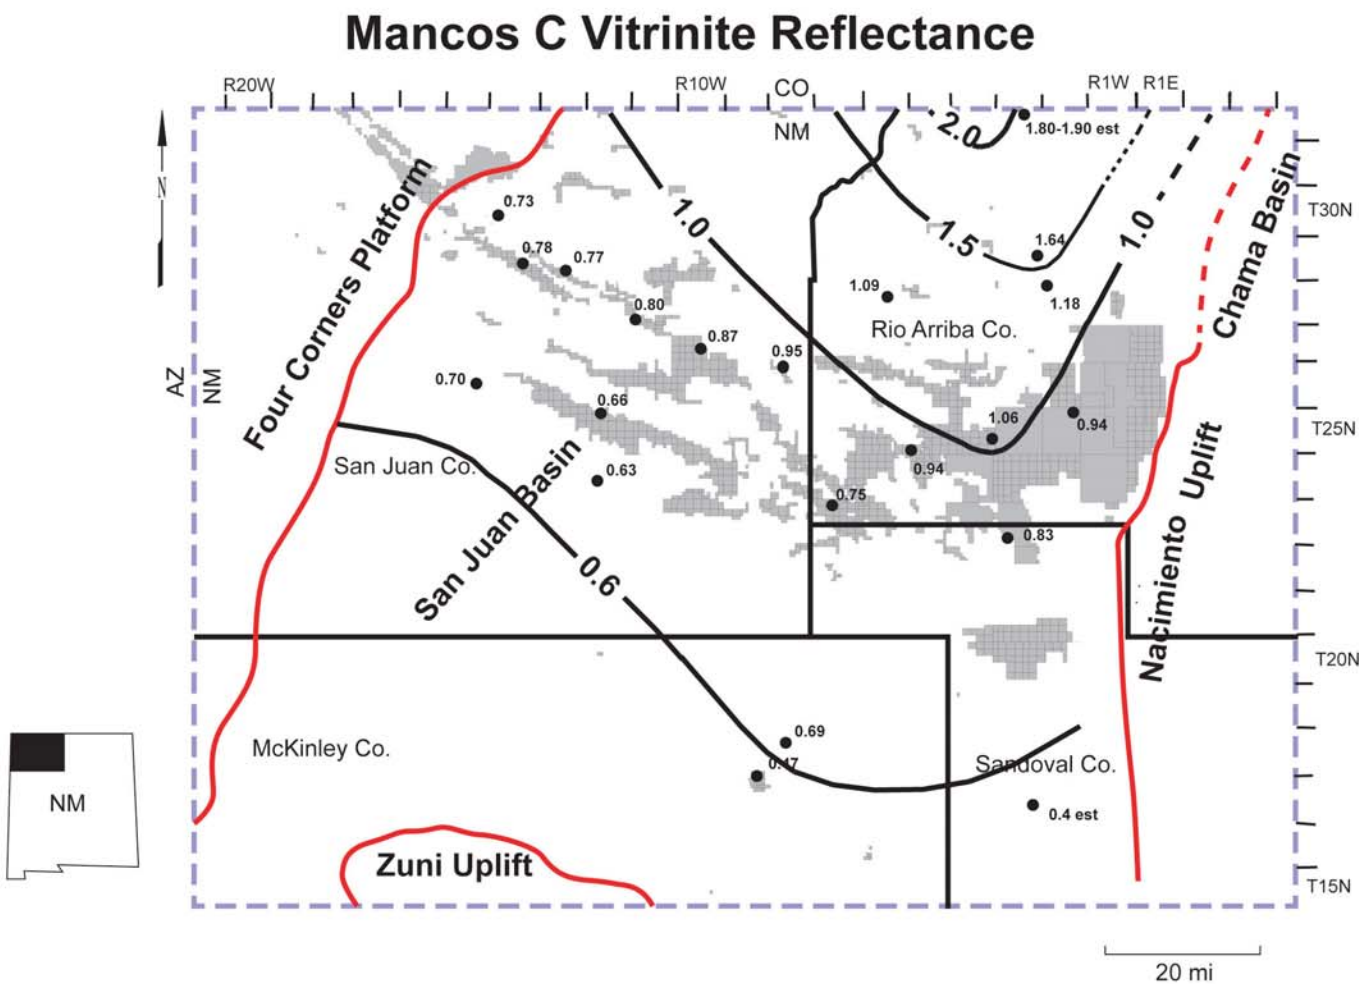 Mancos C Vitrinite Reflectance
R20W
R10W
CO
NM
R1W
R1E
2.0
1.80-1.90 est
N
Four Corners Platform
Chama Basin
T30N
0.73
1.0
1.5
1.0
1.64
0.78
0.77
1.09
1.18
0.80
Rio Arriba Co.
0.87
0.95
AZ
NM
0.70
0.66
1.06
0.94
T25N
San Juan Co.
0.63
0.94
San Juan Basin
0.75
Nacimiento Uplift
0.83
0.6
T20N
0.69
McKinley Co.
0.47
Sandoval Co.
NM
0.4 est
Zuni Uplift
T15N
20 mi